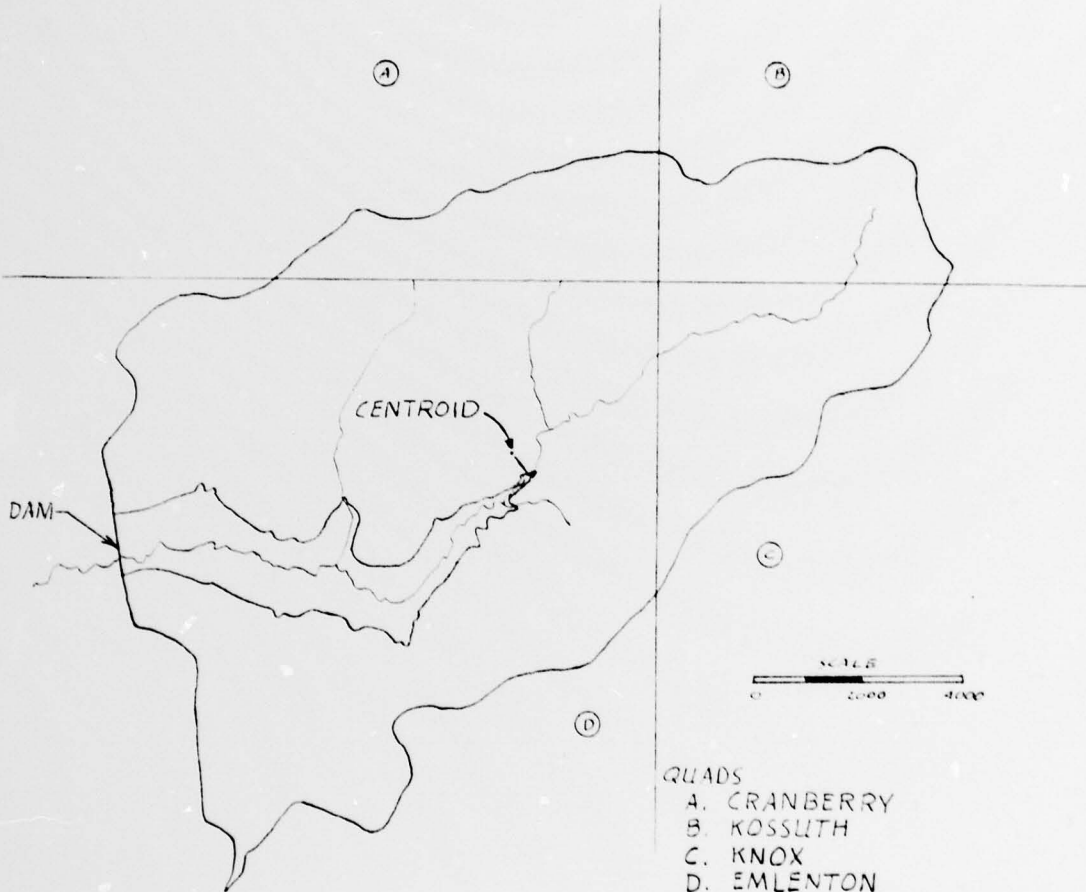 A
B
CENTROID
DAM
C
SCALE
0 2000 4000
D
QUADS
A. CRANBERRY
B. KOSSUTH
C. KNOX
D. EMLENTON